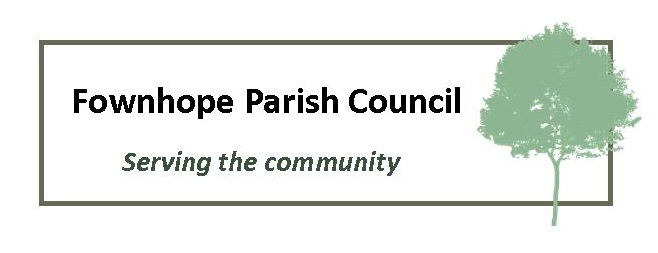 Fownhope Parish Council
Serving the community